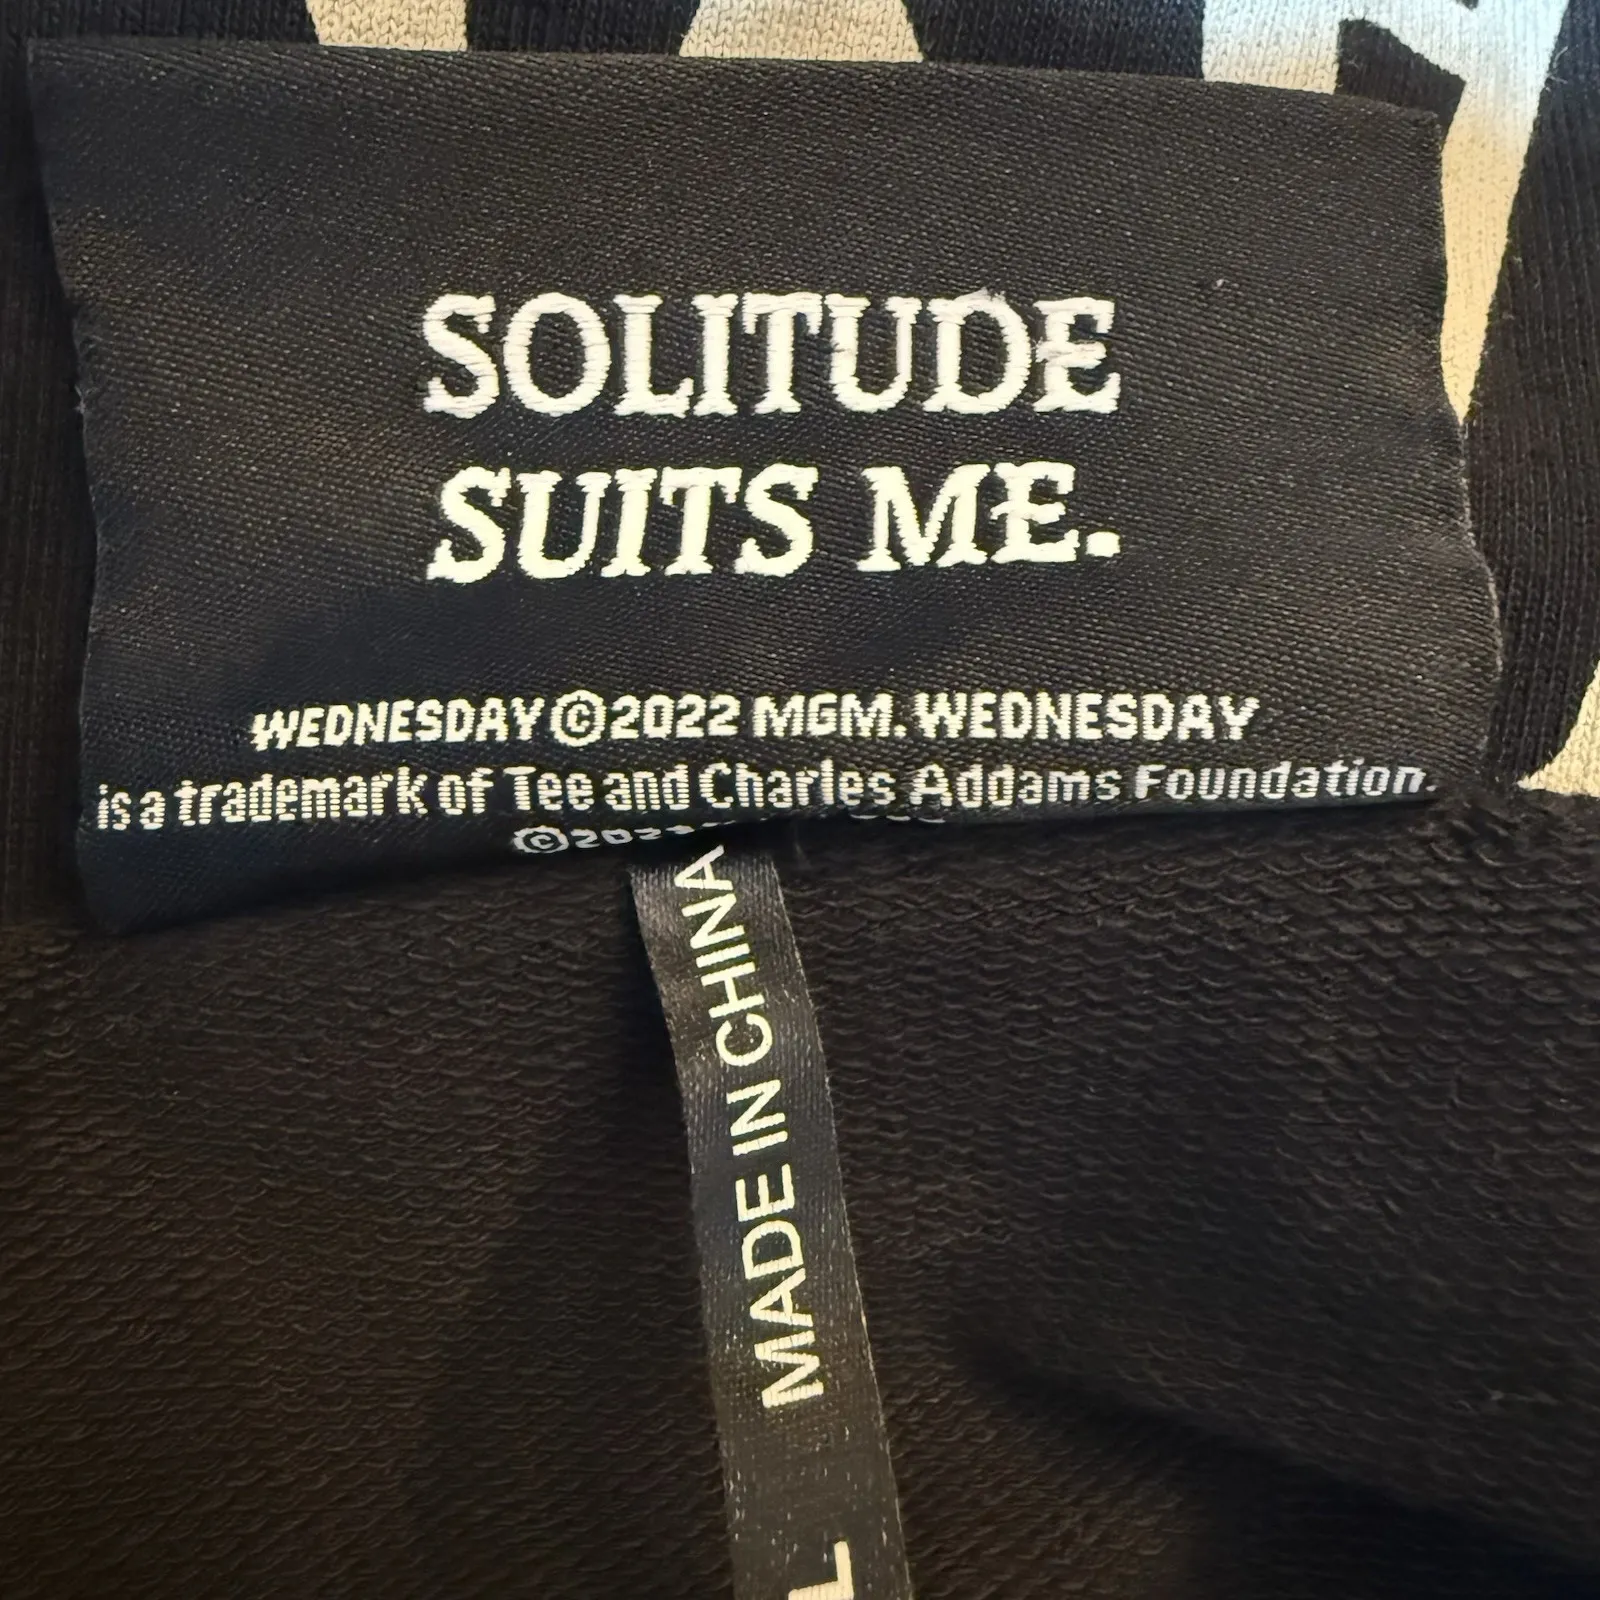 SOLITUDE
SUITS ME.
WEDNESDAY ©2022 MGM. WEDNESDAY
is a trademark of Tee and Charles Addams Foundation.
MADE IN CHINA
L